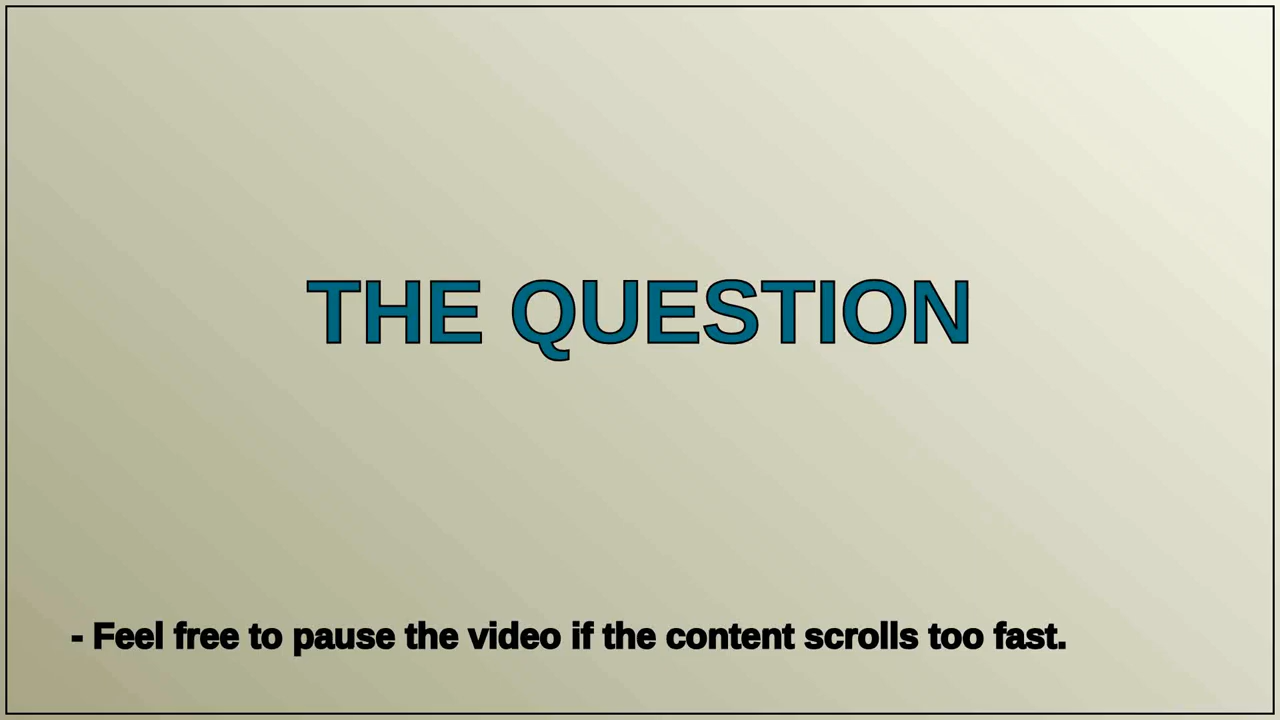 THE QUESTION
- Feel free to pause the video if the content scrolls too fast.